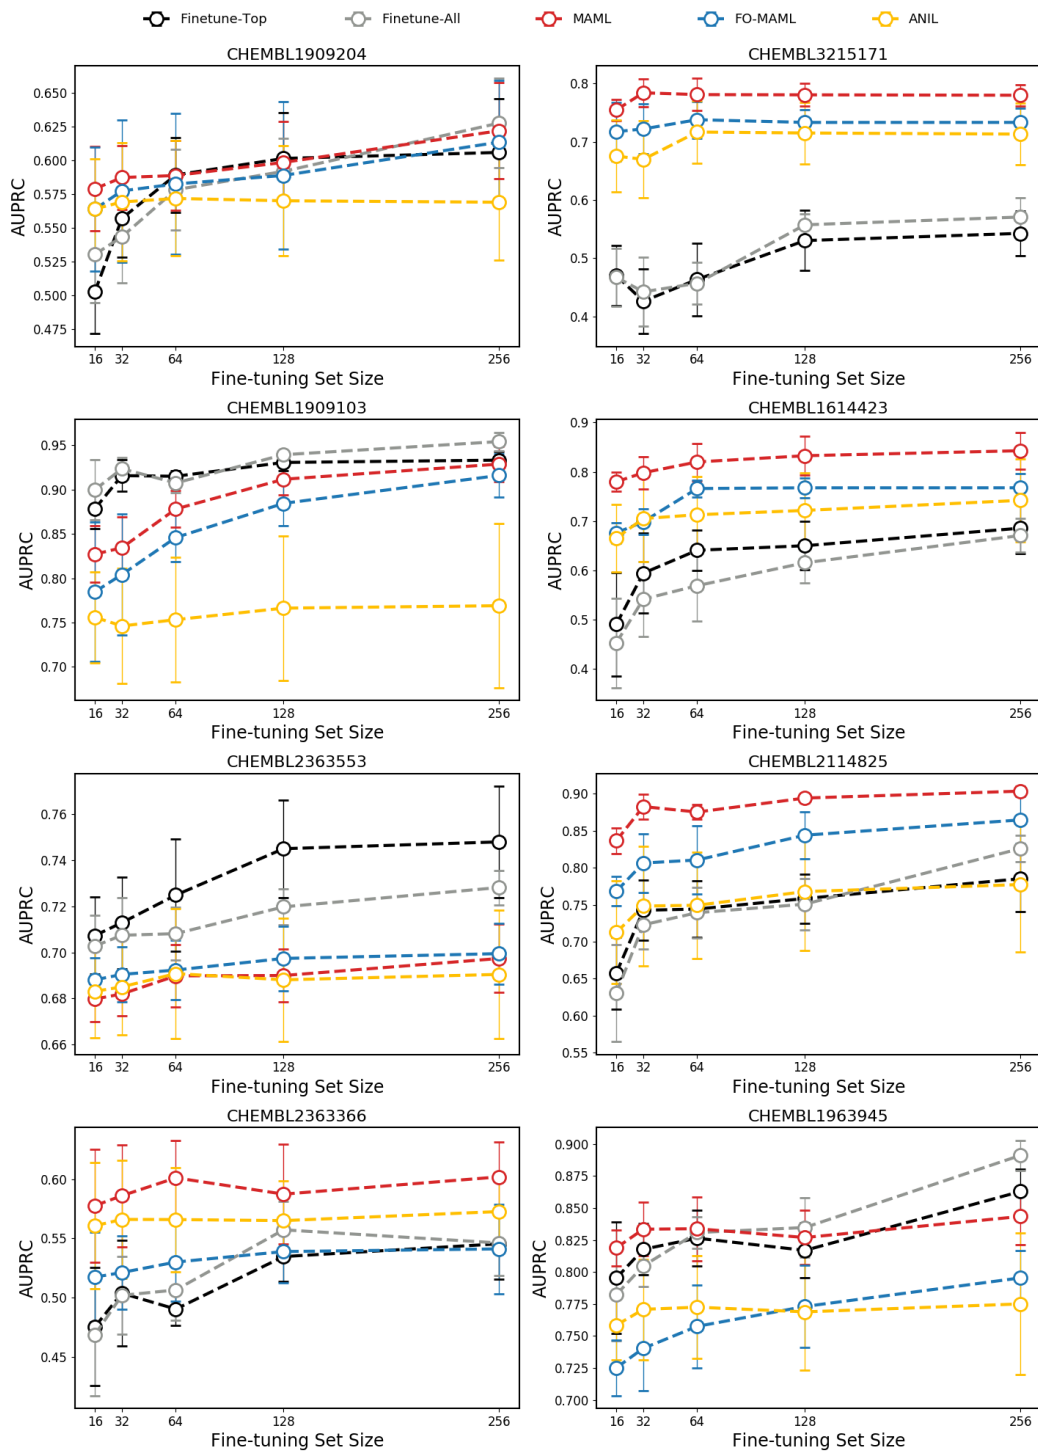 Finetune-Top Finetune-All MAML FO-MAML ANIL
CHEMBL1909204
AUPRC
0.650
0.625
0.600
0.575
0.550
0.525
0.500
0.475
16 32 64 128 256
Fine-tuning Set Size
CHEMBL3215171
AUPRC
0.8
0.7
0.6
0.5
0.4
16 32 64 128 256
Fine-tuning Set Size
CHEMBL1909103
AUPRC
0.95
0.90
0.85
0.80
0.75
0.70
16 32 64 128 256
Fine-tuning Set Size
CHEMBL1614423
AUPRC
0.9
0.8
0.7
0.6
0.5
0.4
16 32 64 128 256
Fine-tuning Set Size
CHEMBL2363553
AUPRC
0.76
0.74
0.72
0.70
0.68
0.66
16 32 64 128 256
Fine-tuning Set Size
CHEMBL2114825
AUPRC
0.90
0.85
0.80
0.75
0.70
0.65
0.60
0.55
16 32 64 128 256
Fine-tuning Set Size
CHEMBL2363366
AUPRC
0.60
0.55
0.50
0.45
16 32 64 128 256
Fine-tuning Set Size
CHEMBL1963945
AUPRC
0.900
0.875
0.850
0.825
0.800
0.775
0.750
0.725
0.700
16 32 64 128 256
Fine-tuning Set Size